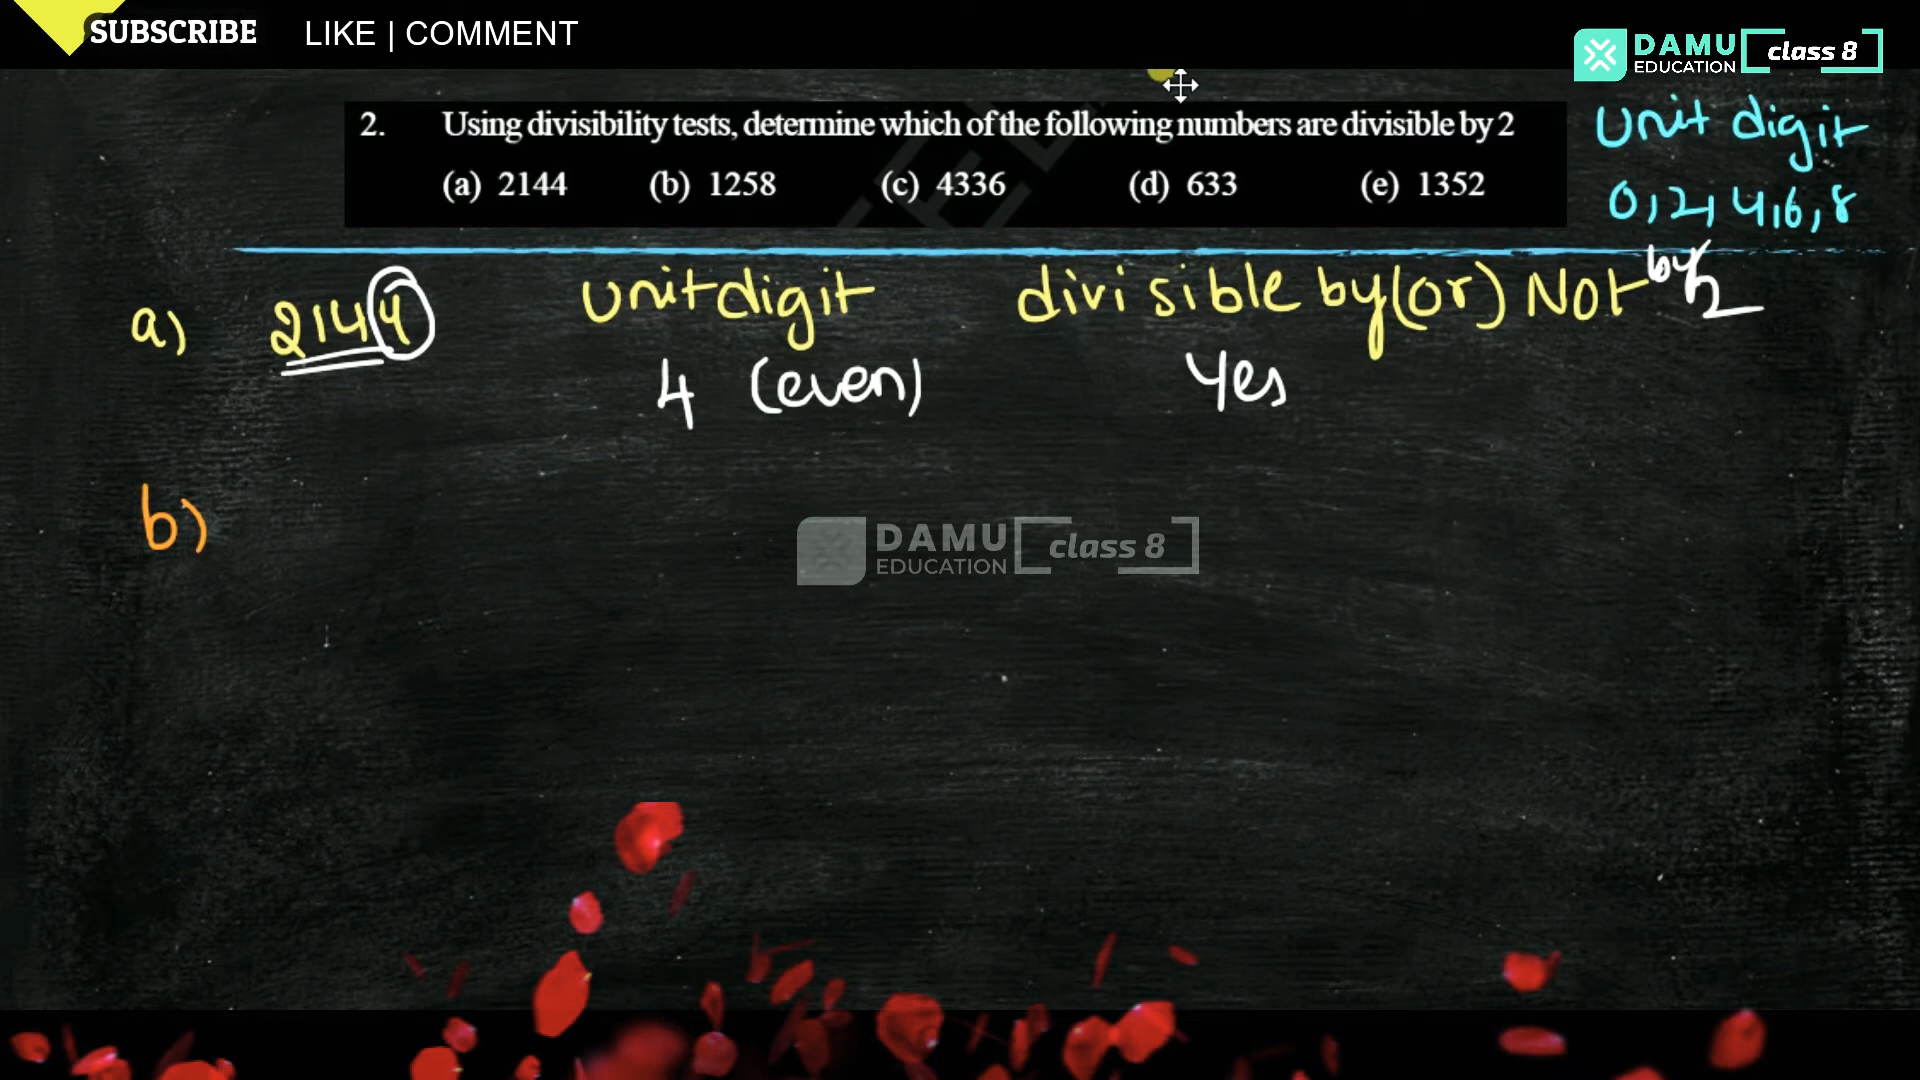 SUBSCRIBE LIKE | COMMENT
DAMU EDUCATION class 8
2. Using divisibility tests, determine which of the following numbers are divisible by 2
(a) 2144 (b) 1258 (c) 4336 (d) 633 (e) 1352
Unit digit
0, 2, 4, 6, 8
a) 2144 Unit digit divisible by (or) Not by 2
4 (even) Yes
b)
DAMU EDUCATION class 8